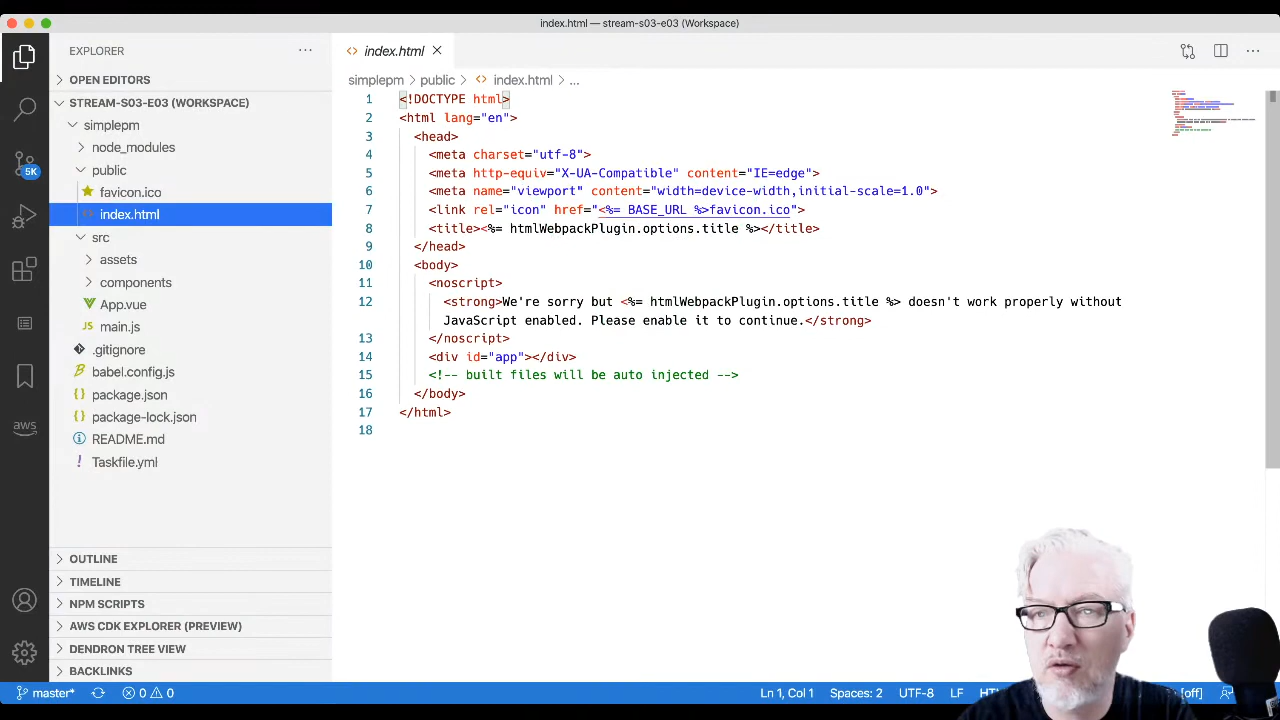 index.html — stream-s03-e03 (Workspace)
EXPLORER
OPEN EDITORS
STREAM-S03-E03 (WORKSPACE)
simplepm
node_modules
public
favicon.ico
index.html
src
assets
components
App.vue
JS main.js
.gitignore
babel.config.js
{} package.json
{} package-lock.json
README.md
! Taskfile.yml
OUTLINE
TIMELINE
NPM SCRIPTS
AWS CDK EXPLORER (PREVIEW)
DENDRON TREE VIEW
BACKLINKS
5K
aws
index.html
simplepm > public > index.html > ...
1 <!DOCTYPE html>
2 <html lang="en">
3 <head>
4 <meta charset="utf-8">
5 <meta http-equiv="X-UA-Compatible" content="IE=edge">
6 <meta name="viewport" content="width=device-width,initial-scale=1.0">
7 <link rel="icon" href="<%= BASE_URL %>favicon.ico">
8 <title><%= htmlWebpackPlugin.options.title %></title>
9 </head>
10 <body>
11 <noscript>
12 <strong>We're sorry but <%= htmlWebpackPlugin.options.title %> doesn't work properly without
JavaScript enabled. Please enable it to continue.</strong>
13 </noscript>
14 <div id="app"></div>
15 <!-- built files will be auto injected -->
16 </body>
17 </html>
18
master* 0 0 Ln 1, Col 1 Spaces: 2 UTF-8 LF [off]